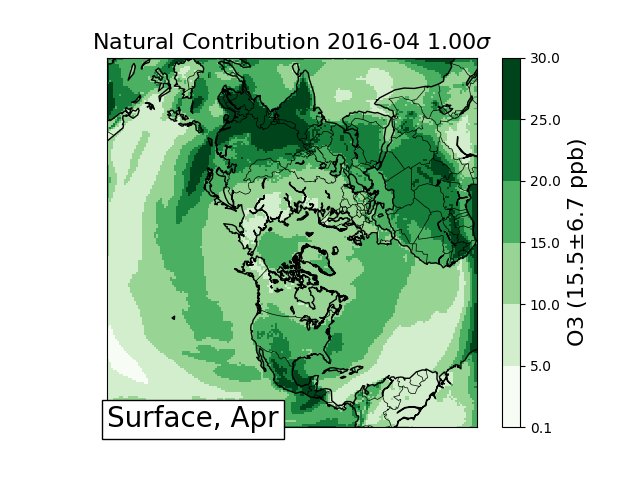 Natural Contribution 2016-04 1.00σ
30.0
25.0
20.0
15.0
10.0
5.0
0.1
O3 (15.5±6.7 ppb)
Surface, Apr